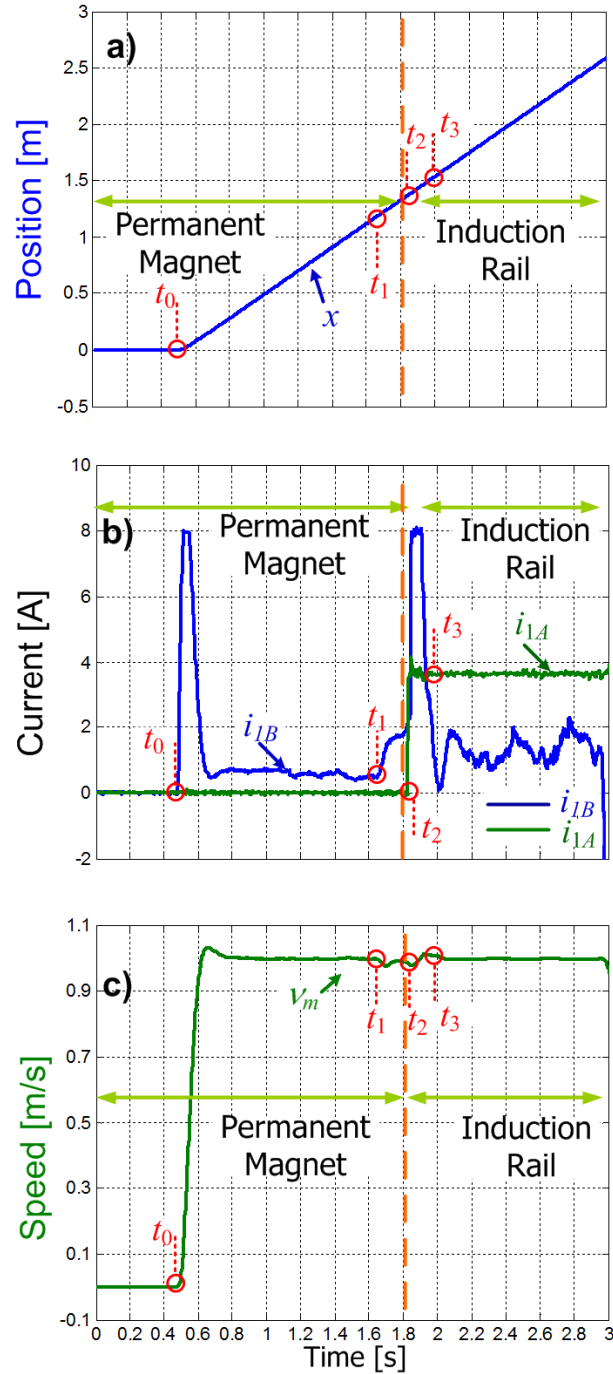 a)
3
2.5
2
1.5
1
0.5
0
-0.5
Position [m]
Permanent
Magnet
Induction
Rail
t0
t1
t2
t3
x
b)
10
8
6
4
2
0
-2
Current [A]
Permanent
Magnet
Induction
Rail
t0
i1B
t1
t2
t3
i1A
i1B
i1A
c)
1.1
0.9
1.0
0.5
0.1
-0.1
Speed [m/s]
νm
t1
t2
t3
Permanent
Magnet
Induction
Rail
t0
0 0.2 0.4 0.6 0.8 1 1.2 1.4 1.6 1.8 2 2.2 2.4 2.6 2.8 3
Time [s]